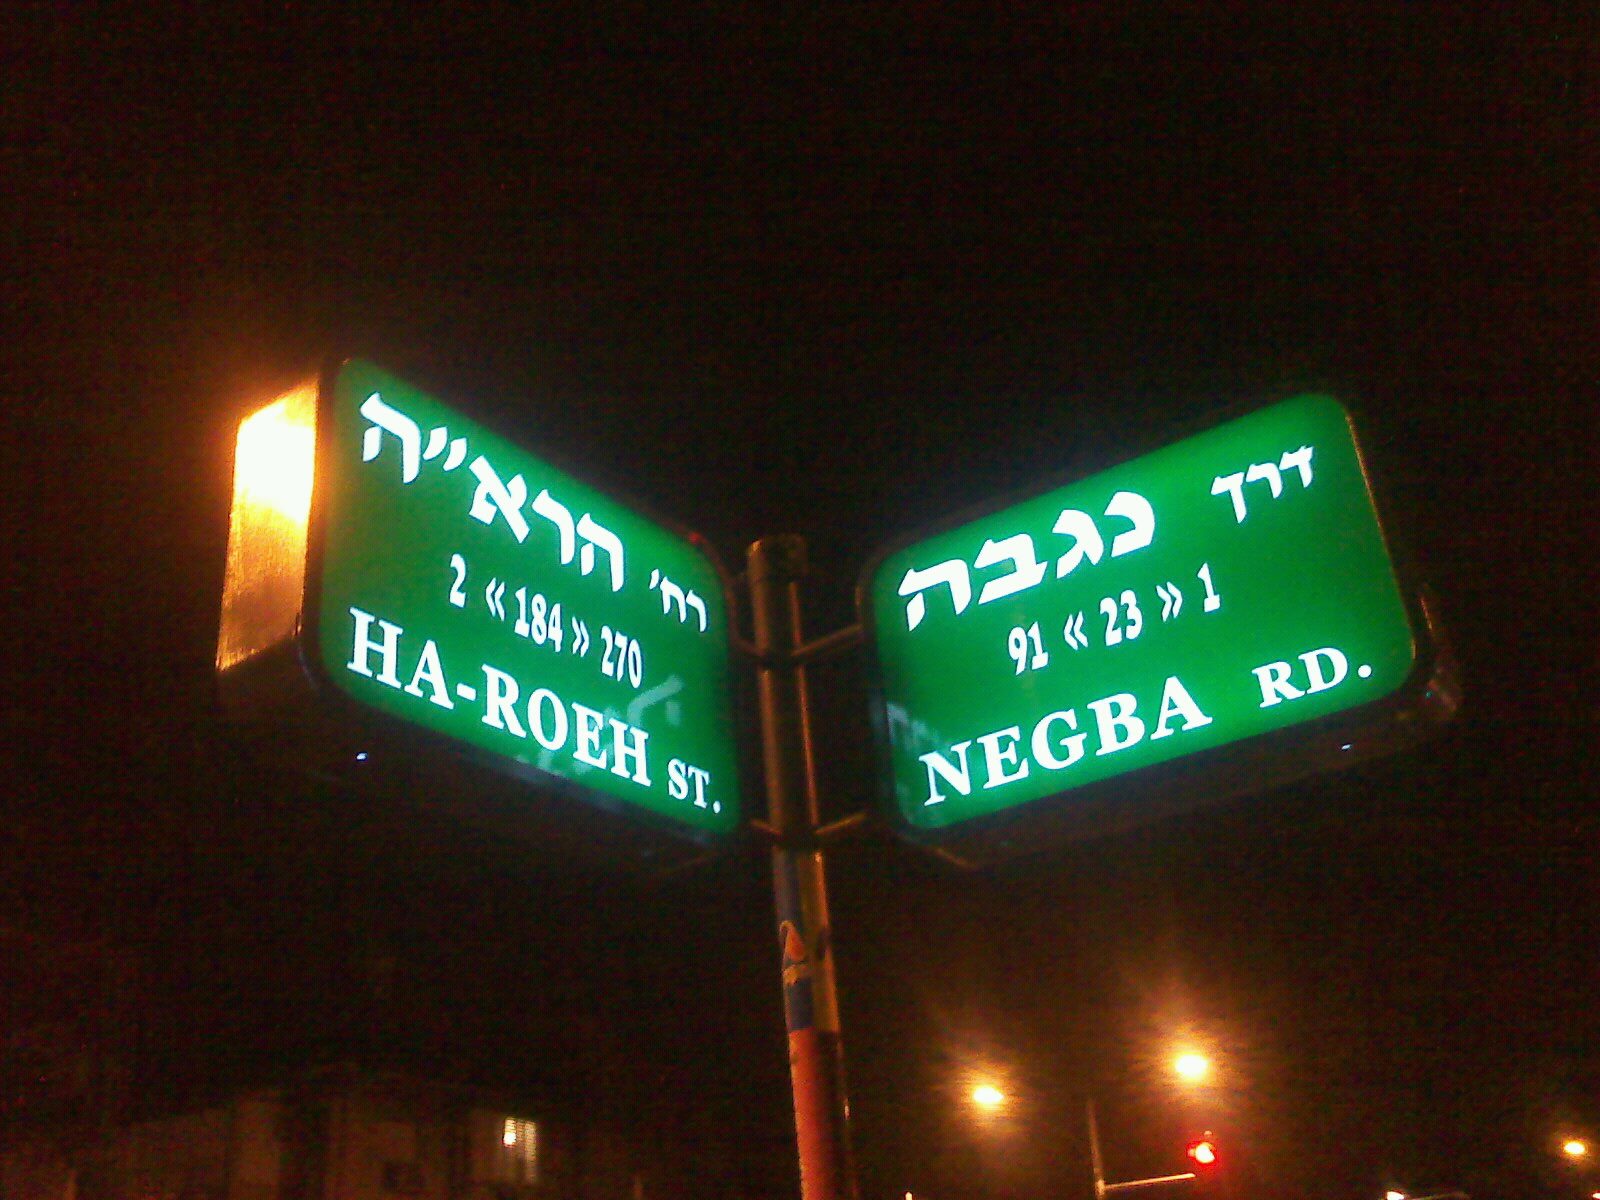 רח' הרא"ה
2 « 184 » 270
HA-ROEH ST.
דרך נגבה
91 « 23 » 1
NEGBA RD.